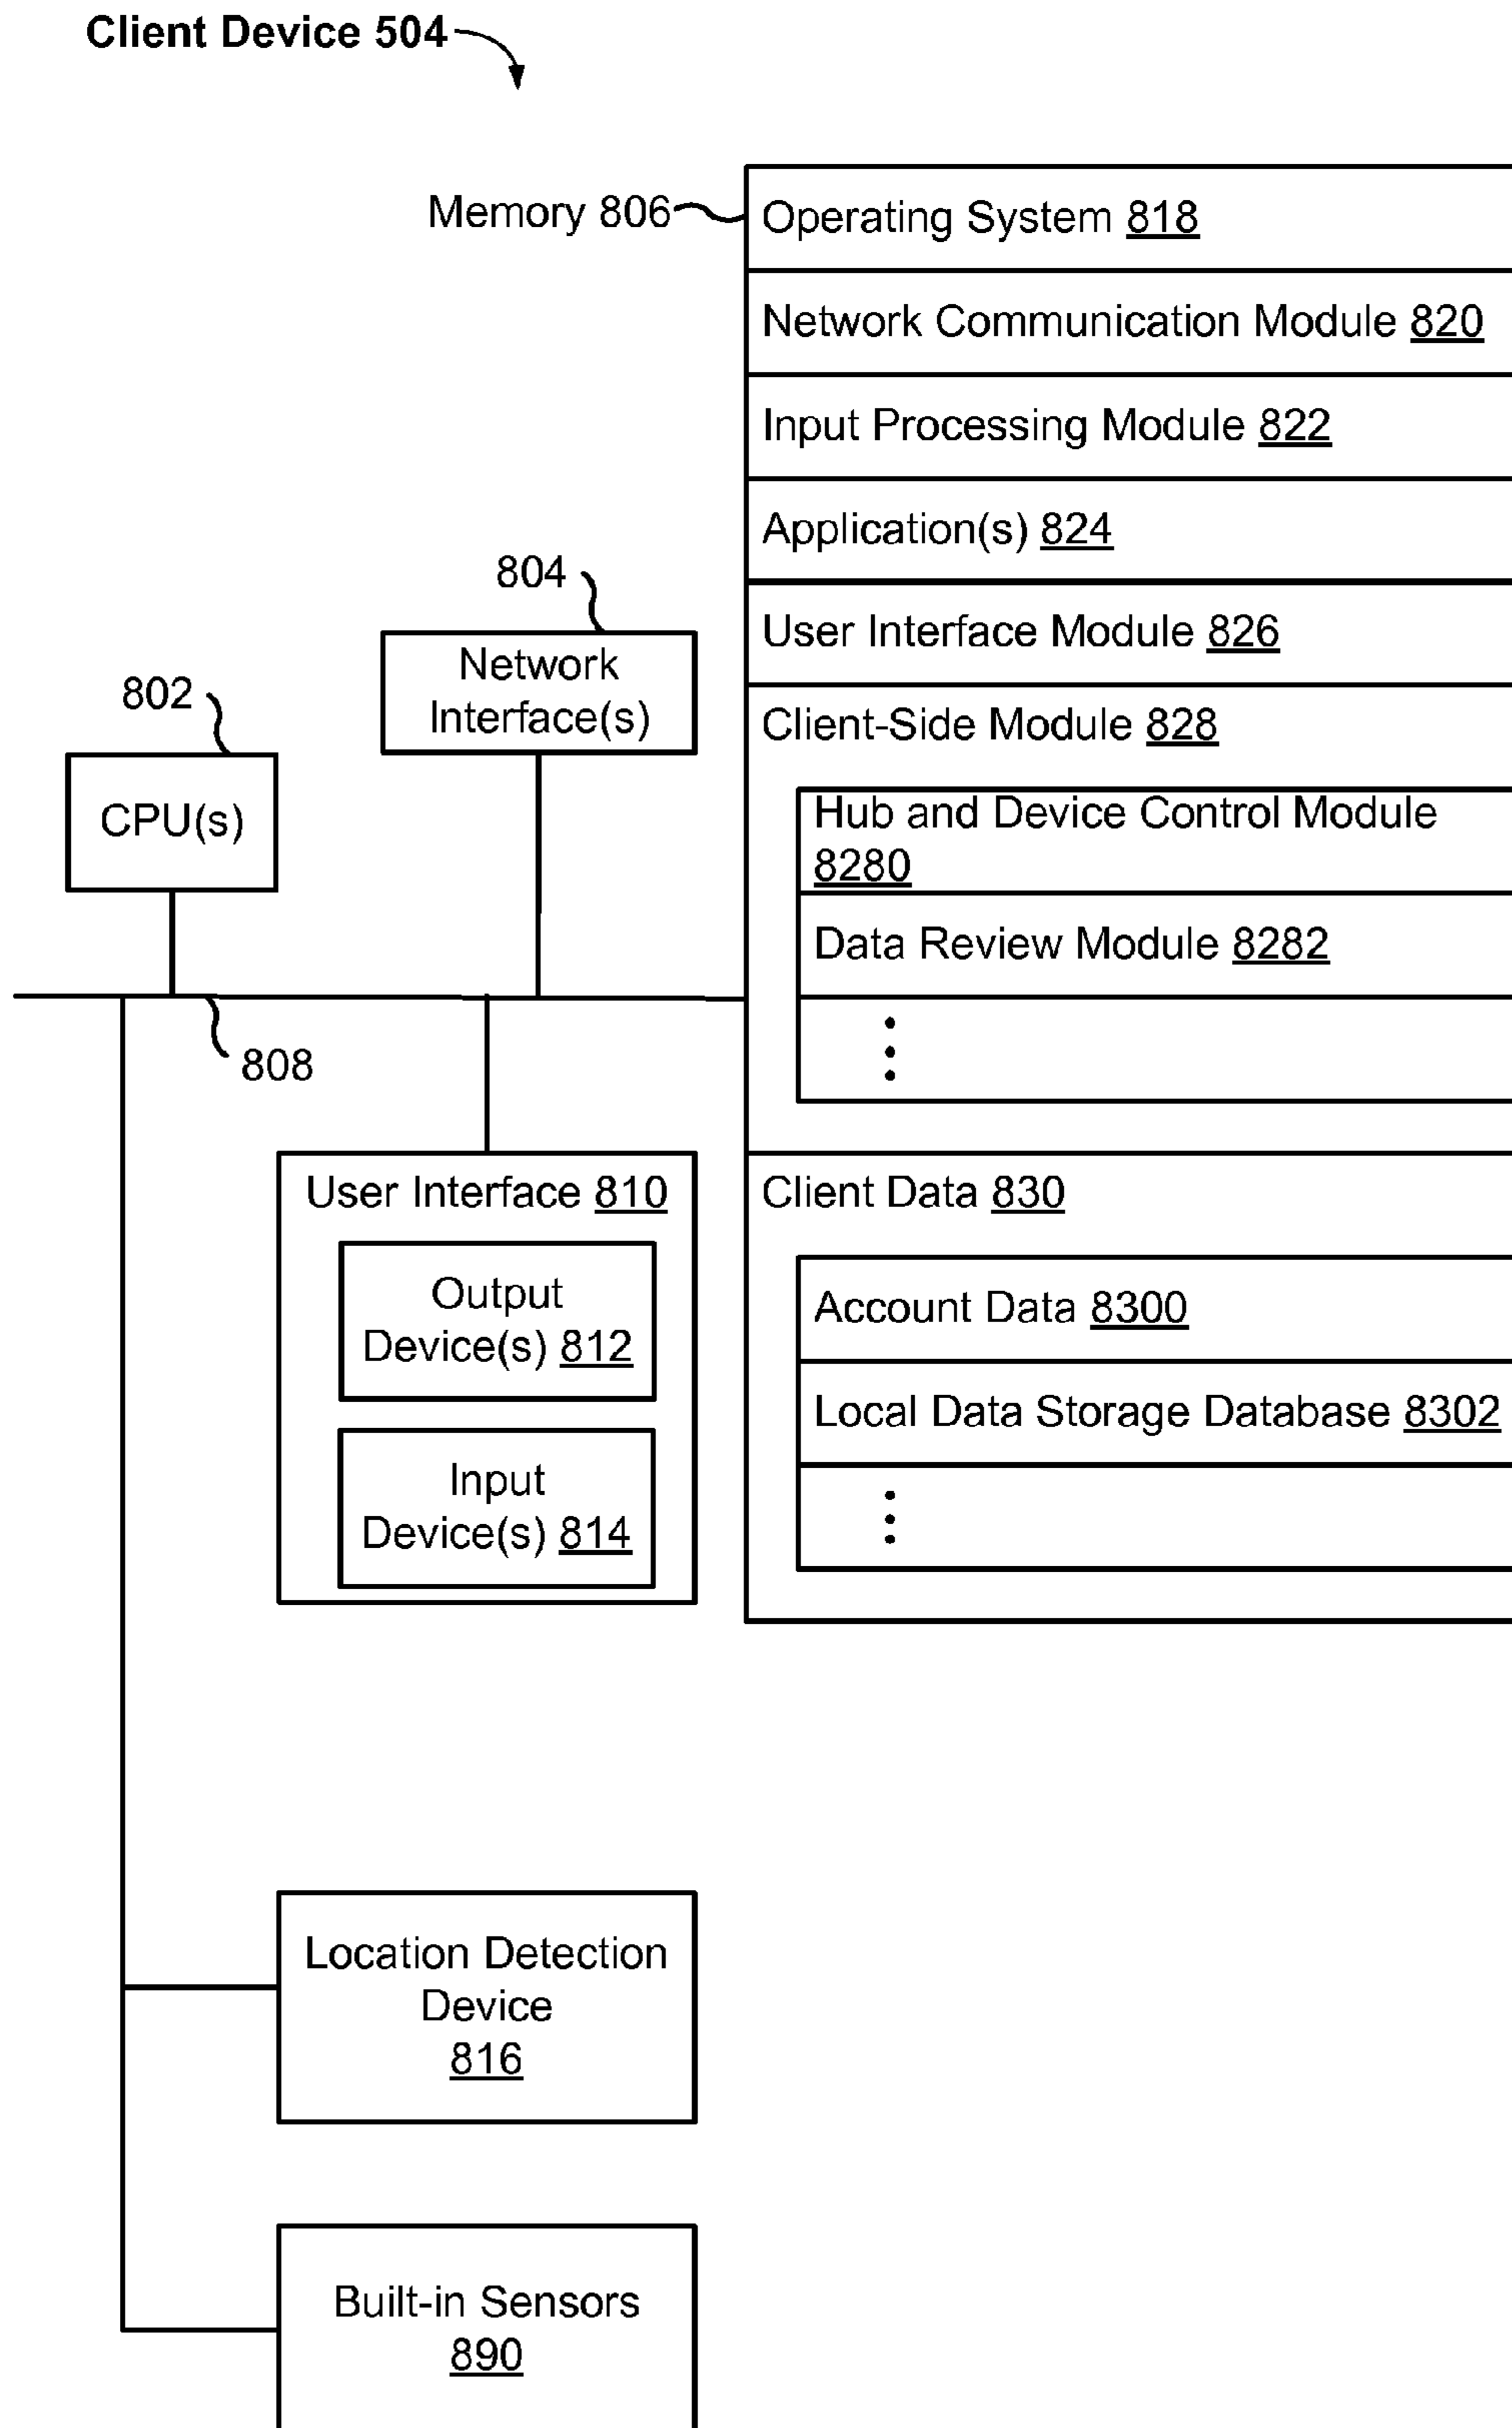 Client Device 504
Memory 806
Operating System 818
Network Communication Module 820
Input Processing Module 822
Application(s) 824
User Interface Module 826
Client-Side Module 828
Hub and Device Control Module
8280
Data Review Module 8282
Client Data 830
Account Data 8300
Local Data Storage Database 8302
804
Network
Interface(s)
802
CPU(s)
808
User Interface 810
Output
Device(s) 812
Input
Device(s) 814
Location Detection
Device
816
Built-in Sensors
890